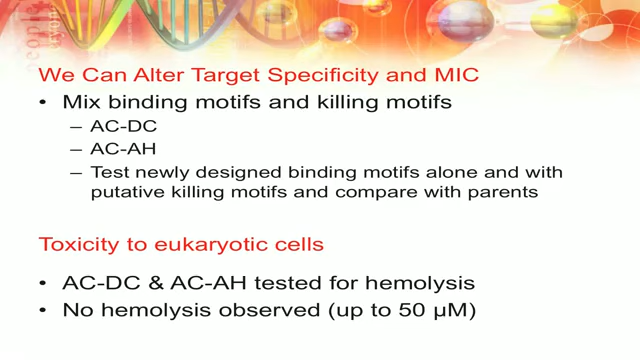 We Can Alter Target Specificity and MIC
• Mix binding motifs and killing motifs
– AC-DC
– AC-AH
– Test newly designed binding motifs alone and with
putative killing motifs and compare with parents
Toxicity to eukaryotic cells
• AC-DC & AC-AH tested for hemolysis
• No hemolysis observed (up to 50 µM)